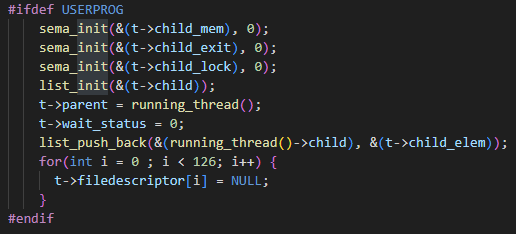 #ifdef USERPROG
    sema_init(&(t->child_mem), 0);
    sema_init(&(t->child_exit), 0);
    sema_init(&(t->child_lock), 0);
    list_init(&(t->child));
    t->parent = running_thread();
    t->wait_status = 0;
    list_push_back(&(running_thread()->child), &(t->child_elem));
    for(int i = 0 ; i < 126; i++) {
      t->filedescriptor[i] = NULL;
    }
#endif